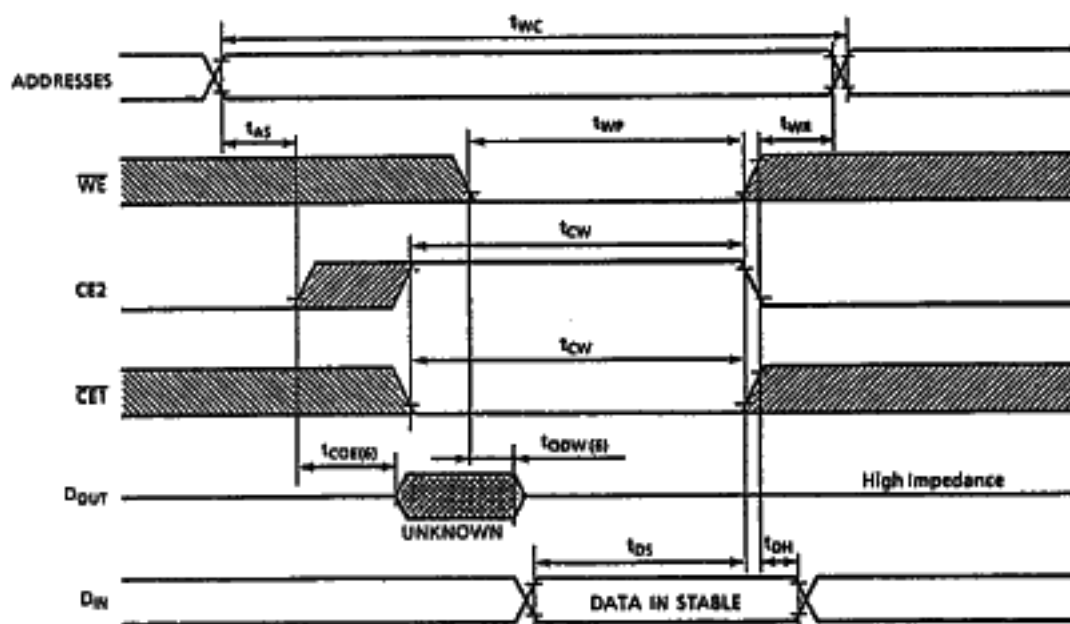 tWC
ADDRESSES
tAS
tWP
tWR
WE
tCW
CE2
tCW
CE1
tCOE(6)
tODW(6)
DOUT
High Impedance
UNKNOWN
tDS
tDH
DIN
DATA IN STABLE